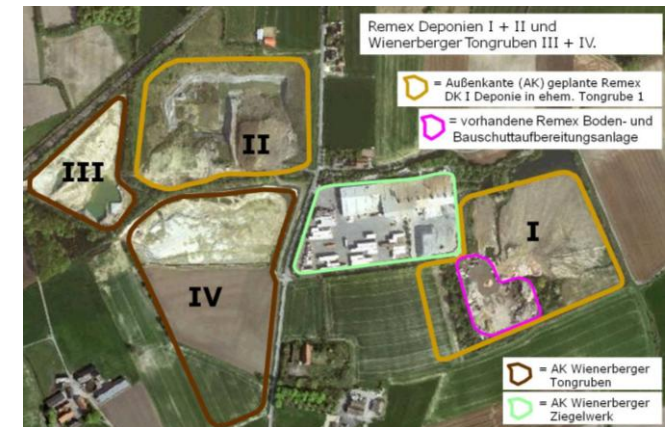 Remex Deponien I + II und
Wienerberger Tongruben III + IV.
= Außenkante (AK) geplante Remex
DK I Deponie in ehem. Tongrube 1
= vorhandene Remex Boden- und
Bauschuttaufbereitungsanlage
II
III
I
IV
= AK Wienerberger
Tongruben
= AK Wienerberger
Ziegelwerk